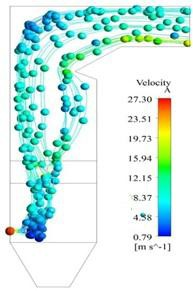 Velocity
A
27.30
23.51
19.73
15.94
12.15
8.37
4.58
0.79
[m s^-1]